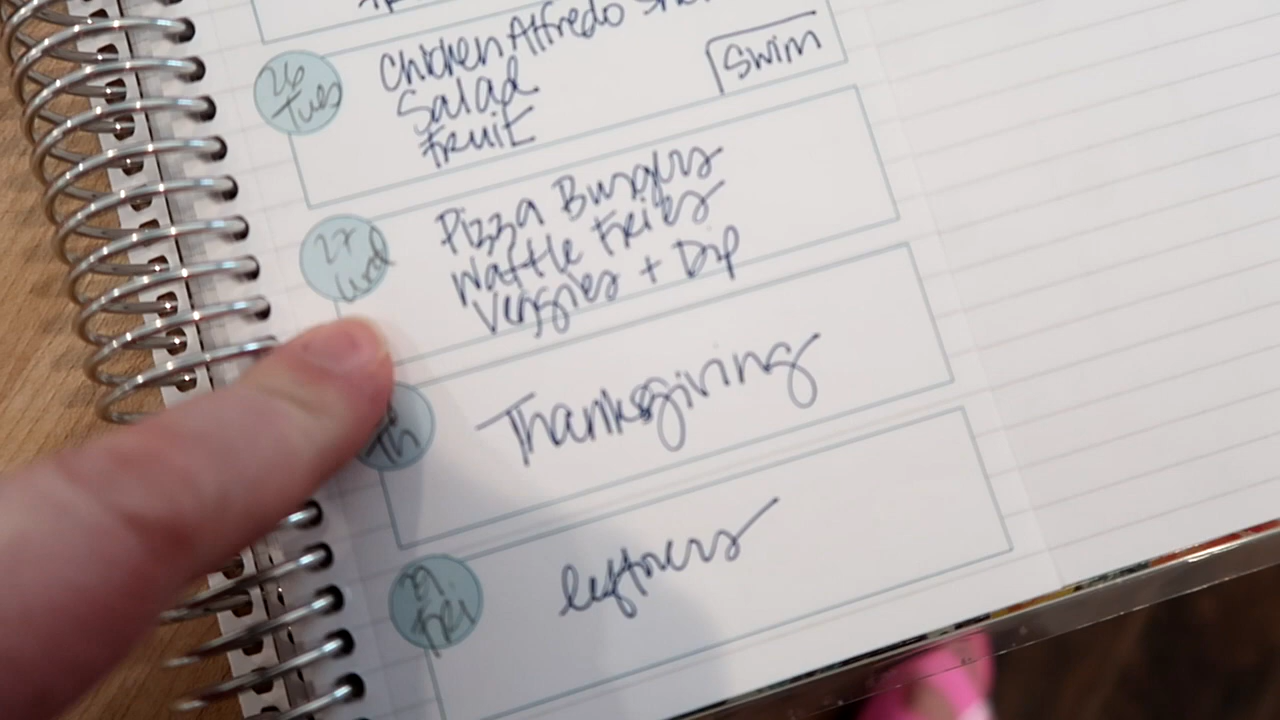 26
Tues
Chicken Alfredo
Salad
Fruit
Swim
27
Wed
Pizza Burgers
Waffle Fries
Veggies + Dip
Th
Thanksgiving
Fri
leftovers